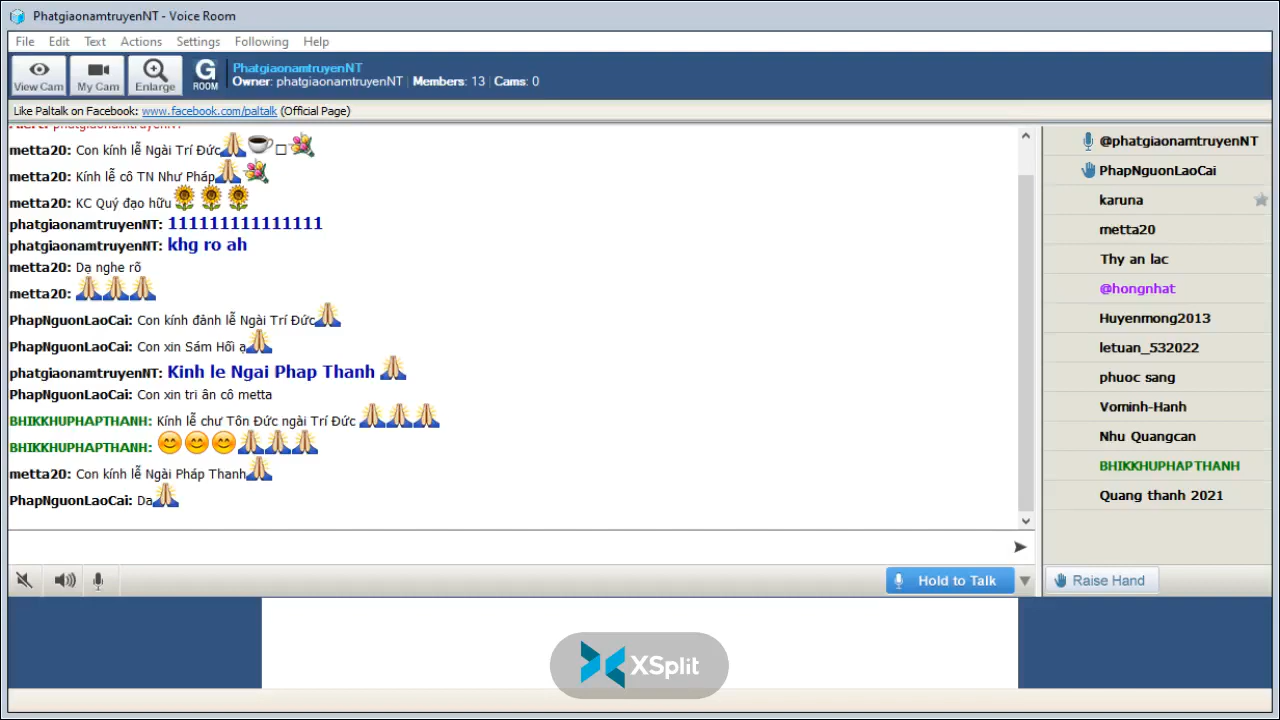 PhatgiaonamtruyenNT - Voice Room
File Edit Text Actions Settings Following Help
View Cam My Cam Enlarge G ROOM
PhatgiaonamtruyenNT
Owner: phatgiaonamtruyenNT | Members: 13 | Cams: 0
Like Paltalk on Facebook: www.facebook.com/paltalk (Official Page)
metta20: Con kính lễ Ngài Trí Đức
metta20: Kính lễ cô TN Như Pháp
metta20: KC Quý đạo hữu
phatgiaonamtruyenNT: 111111111111111
phatgiaonamtruyenNT: khg ro ah
metta20: Dạ nghe rõ
metta20:
PhapNguonLaoCai: Con kính đảnh lễ Ngài Trí Đức
PhapNguonLaoCai: Con xin Sám Hối ạ
phatgiaonamtruyenNT: Kinh le Ngai Phap Thanh
PhapNguonLaoCai: Con xin tri ân cô metta
BHIKKHUPHAPTHANH: Kính lễ chư Tôn Đức ngài Trí Đức
BHIKKHUPHAPTHANH:
metta20: Con kính lễ Ngài Pháp Thanh
PhapNguonLaoCai: Dạ
@phatgiaonamtruyenNT
PhapNguonLaoCai
karuna
metta20
Thy an lac
@hongnhat
Huyenmong2013
letuan_532022
phuoc sang
Vominh-Hanh
Nhu Quangcan
BHIKKHUPHAPTHANH
Quang thanh 2021
Hold to Talk
Raise Hand
XSplit